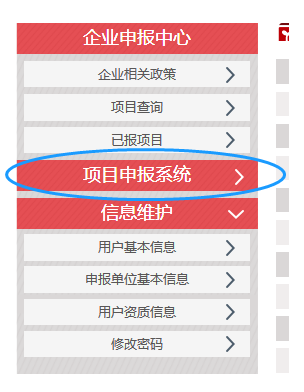 企业申报中心
企业相关政策
项目查询
已报项目
项目申报系统
信息维护
用户基本信息
申报单位基本信息
用户资质信息
修改密码